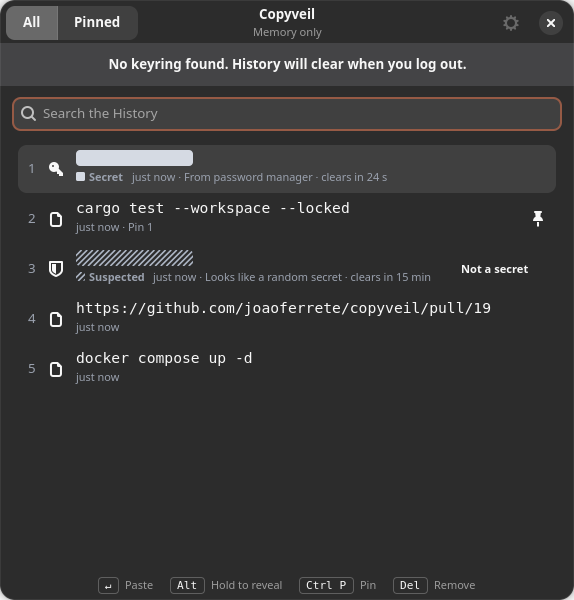 All Pinned Copyveil
Memory only
No keyring found. History will clear when you log out.
Search the History
1
Secret just now · From password manager · clears in 24 s
2 cargo test --workspace --locked
just now · Pin 1
3
Suspected just now · Looks like a random secret · clears in 15 min Not a secret
4 https://github.com/joaoferrete/copyveil/pull/19
just now
5 docker compose up -d
just now
↵ Paste Alt Hold to reveal Ctrl P Pin Del Remove